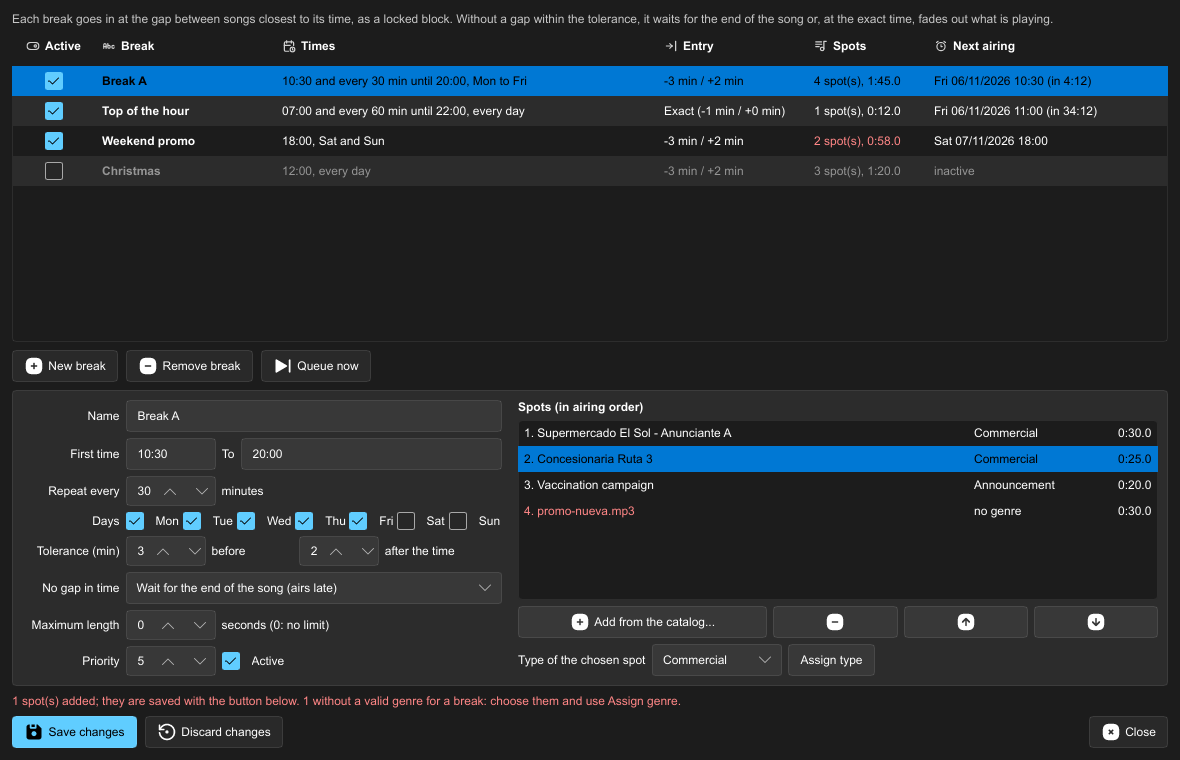 Each break goes in at the gap between songs closest to its time, as a locked block. Without a gap within the tolerance, it waits for the end of the song or, at the exact time, fades out what is playing.
Active Abc Break Times Entry Spots Next airing
Break A 10:30 and every 30 min until 20:00, Mon to Fri -3 min / +2 min 4 spot(s), 1:45.0 Fri 06/11/2026 10:30 (in 4:12)
Top of the hour 07:00 and every 60 min until 22:00, every day Exact (-1 min / +0 min) 1 spot(s), 0:12.0 Fri 06/11/2026 11:00 (in 34:12)
Weekend promo 18:00, Sat and Sun -3 min / +2 min 2 spot(s), 0:58.0 Sat 07/11/2026 18:00
Christmas 12:00, every day -3 min / +2 min 3 spot(s), 1:20.0 inactive
New break Remove break Queue now
Name Break A
First time 10:30 To 20:00
Repeat every 30 minutes
Days Mon Tue Wed Thu Fri Sat Sun
Tolerance (min) 3 before 2 after the time
No gap in time Wait for the end of the song (airs late)
Maximum length 0 seconds (0: no limit)
Priority 5 Active
Spots (in airing order)
1. Supermercado El Sol - Anunciante A Commercial 0:30.0
2. Concesionaria Ruta 3 Commercial 0:25.0
3. Vaccination campaign Announcement 0:20.0
4. promo-nueva.mp3 no genre 0:30.0
Add from the catalog...
Type of the chosen spot Commercial Assign type
1 spot(s) added; they are saved with the button below. 1 without a valid genre for a break: choose them and use Assign genre.
Save changes Discard changes Close